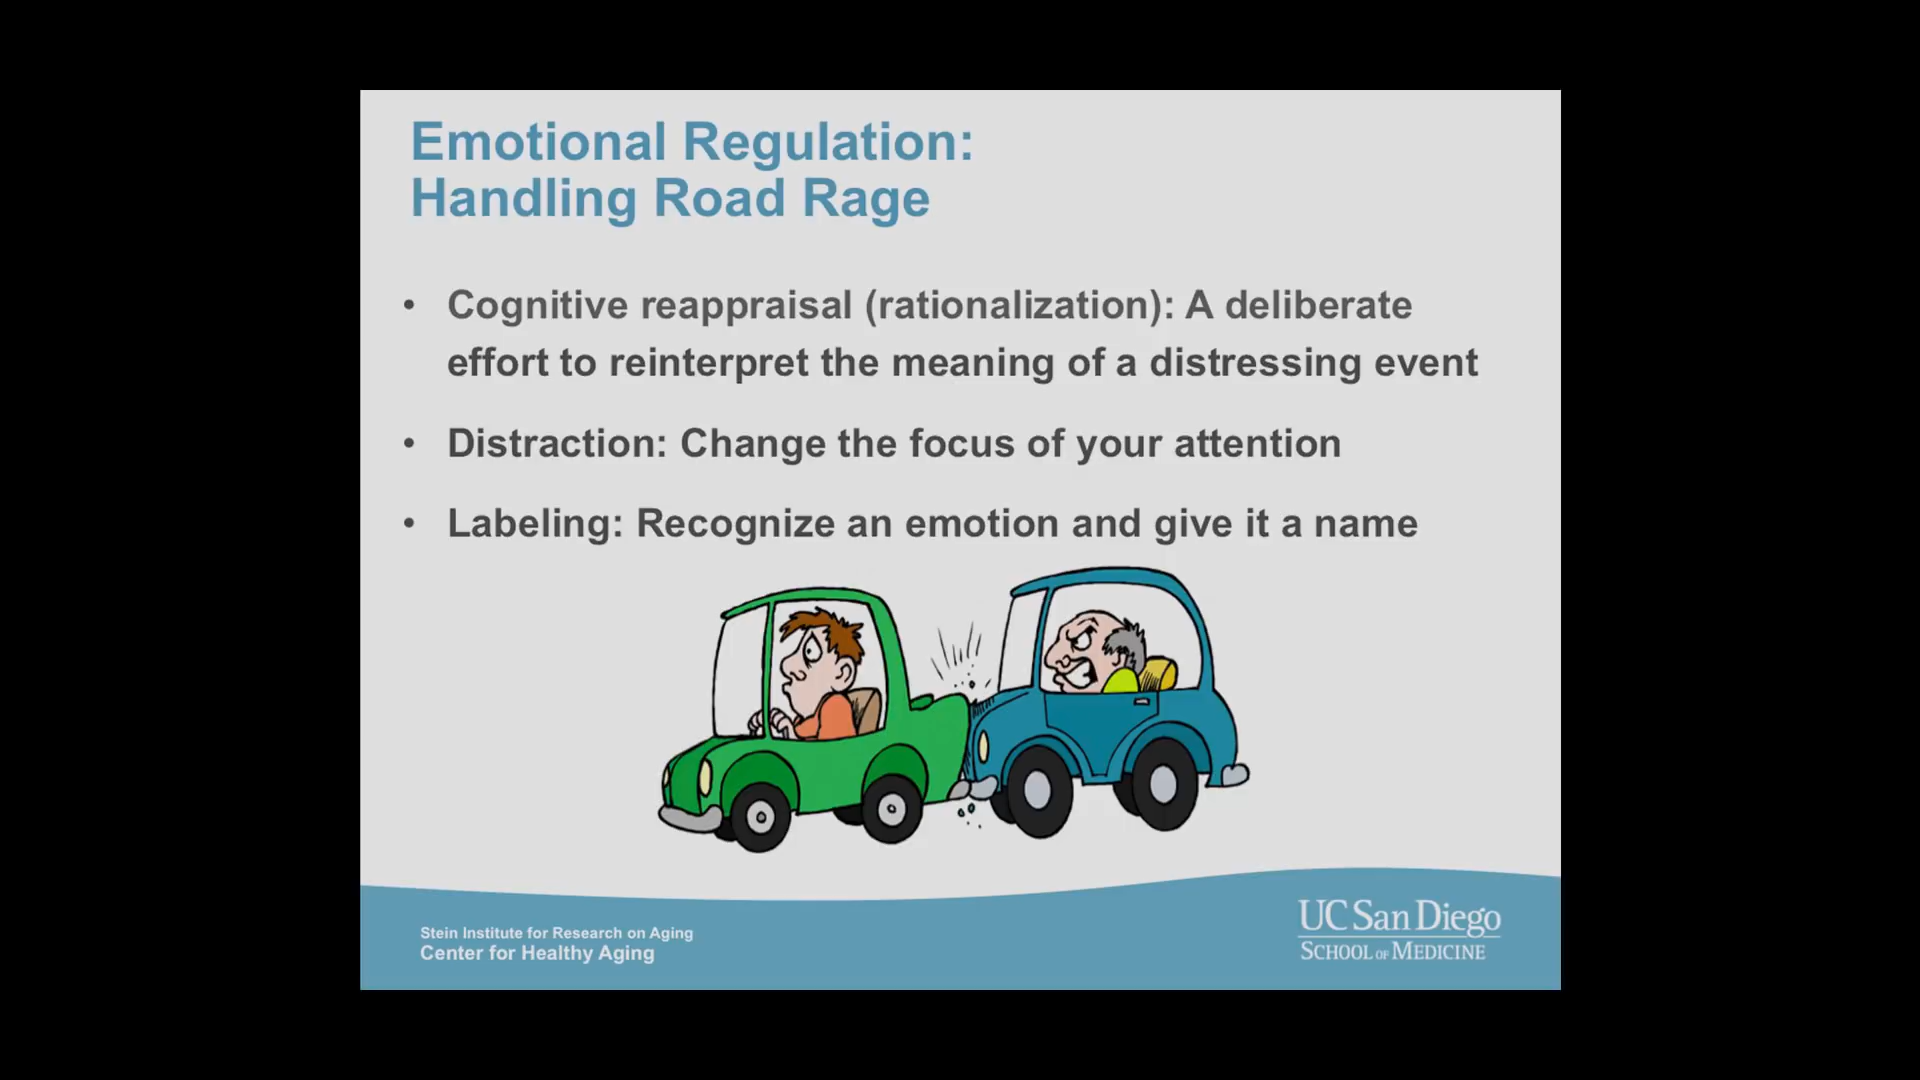 Emotional Regulation:
Handling Road Rage
• Cognitive reappraisal (rationalization): A deliberate
effort to reinterpret the meaning of a distressing event
• Distraction: Change the focus of your attention
• Labeling: Recognize an emotion and give it a name
Stein Institute for Research on Aging
Center for Healthy Aging
UC San Diego
SCHOOL OF MEDICINE